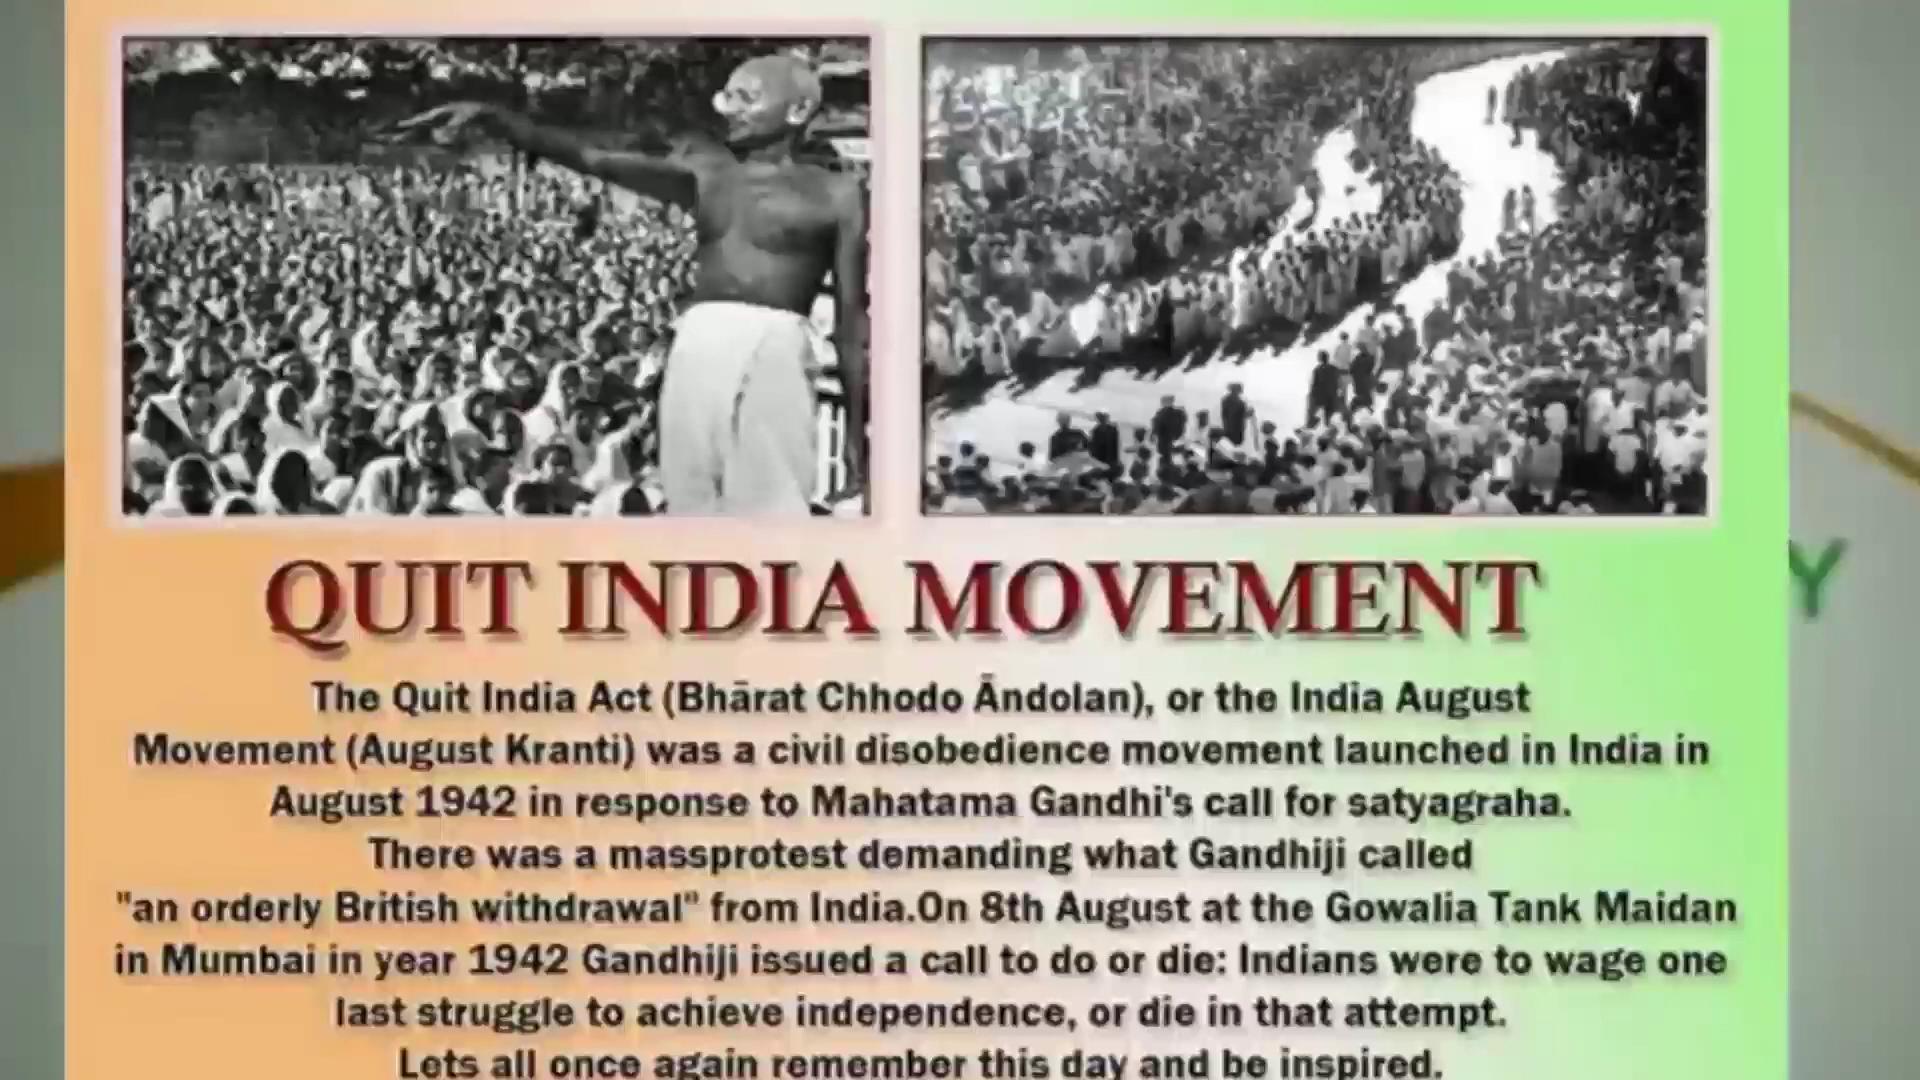 QUIT INDIA MOVEMENT
The Quit India Act (Bhārat Chhodo Āndolan), or the India August
Movement (August Kranti) was a civil disobedience movement launched in India in
August 1942 in response to Mahatama Gandhi's call for satyagraha.
There was a massprotest demanding what Gandhiji called
"an orderly British withdrawal" from India.On 8th August at the Gowalia Tank Maidan
in Mumbai in year 1942 Gandhiji issued a call to do or die: Indians were to wage one
last struggle to achieve independence, or die in that attempt.
Lets all once again remember this day and be inspired.
Y